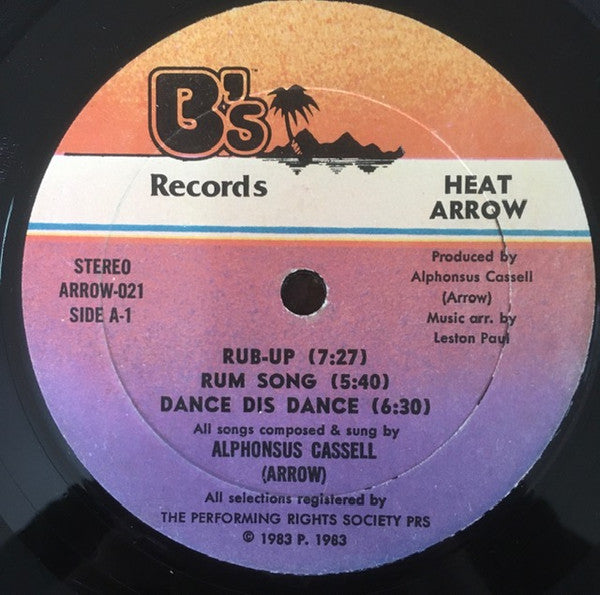 B's™
Records
HEAT
ARROW
STEREO
ARROW-021
SIDE A-1
Produced by
Alphonsus Cassell
(Arrow)
Music arr. by
Leston Paul
RUB-UP (7:27)
RUM SONG (5:40)
DANCE DIS DANCE (6:30)
All songs composed & sung by
ALPHONSUS CASSELL
(ARROW)
All selections registered by
THE PERFORMING RIGHTS SOCIETY PRS
© 1983 P. 1983